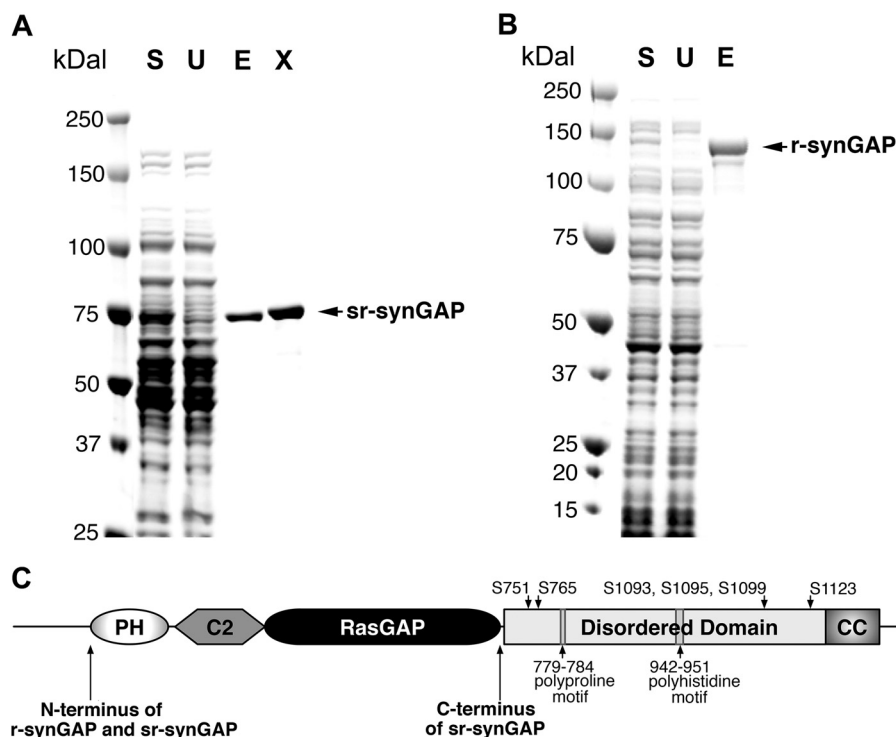 A
kDal S U E X
250
150
100
75
50
37
25
sr-synGAP
B
kDal S U E
250
150
100
75
50
37
25
20
15
r-synGAP
C
S751 S765 S1093, S1095, S1099 S1123
PH C2 RasGAP Disordered Domain CC
N-terminus of
r-synGAP and sr-synGAP
C-terminus
of sr-synGAP
779-784
polyproline
motif
942-951
polyhistidine
motif